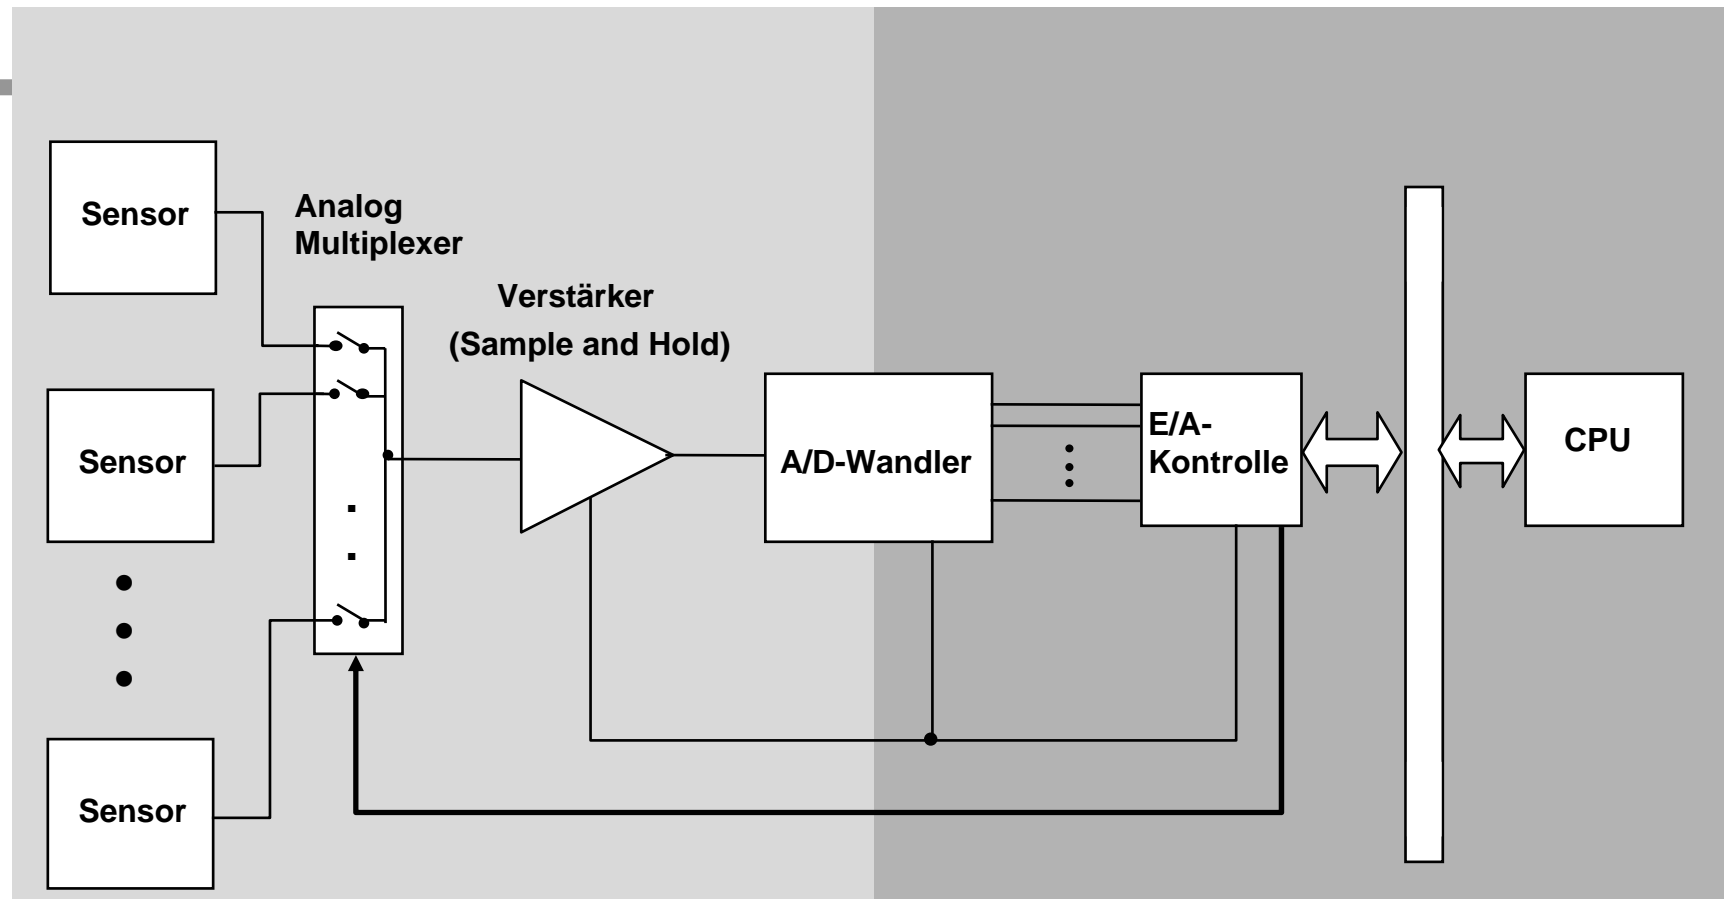 Sensor
Analog
Multiplexer
Verstärker
(Sample and Hold)
Sensor
A/D-Wandler
E/A-
Kontrolle
CPU
Sensor